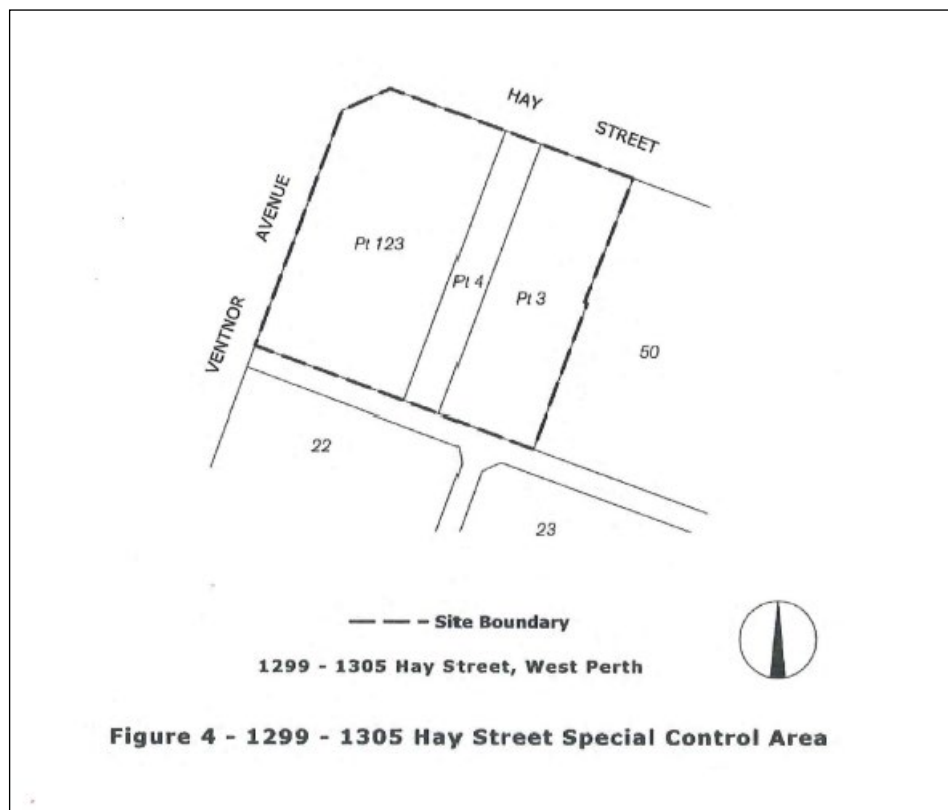 HAY
STREET
AVENUE
VENTNOR
Pt 123
Pt 4
Pt 3
50
22
23
Site Boundary
1299 - 1305 Hay Street, West Perth
Figure 4 - 1299 - 1305 Hay Street Special Control Area